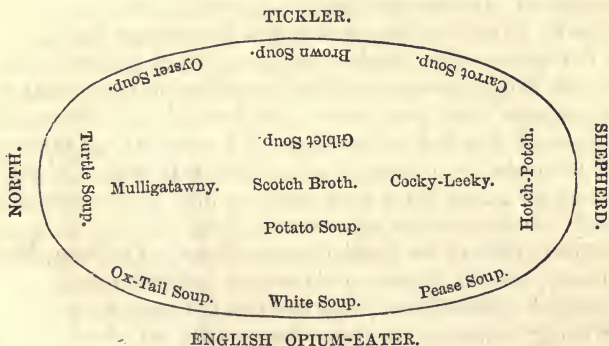 TICKLER.
Oyster Soup.
Brown Soup.
Carrot Soup.
NORTH.
Turtle Soup.
Giblet Soup.
Mulligatawny.
Scotch Broth.
Cocky-Leeky.
Hotch-Potch.
SHEPHERD.
Potato Soup.
Ox-Tail Soup.
White Soup.
Pease Soup.
ENGLISH OPIUM-EATER.